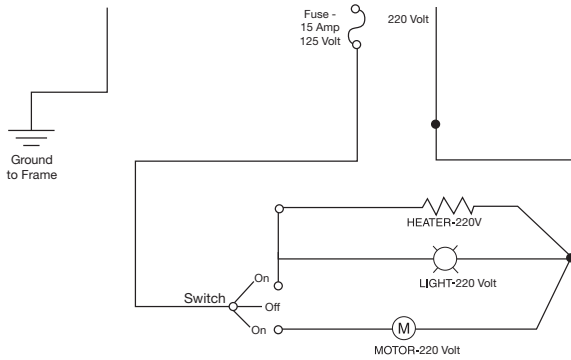 Fuse -
15 Amp
125 Volt
220 Volt
Ground
to Frame
HEATER-220V
On
LIGHT-220 Volt
Switch
Off
On
M
MOTOR-220 Volt